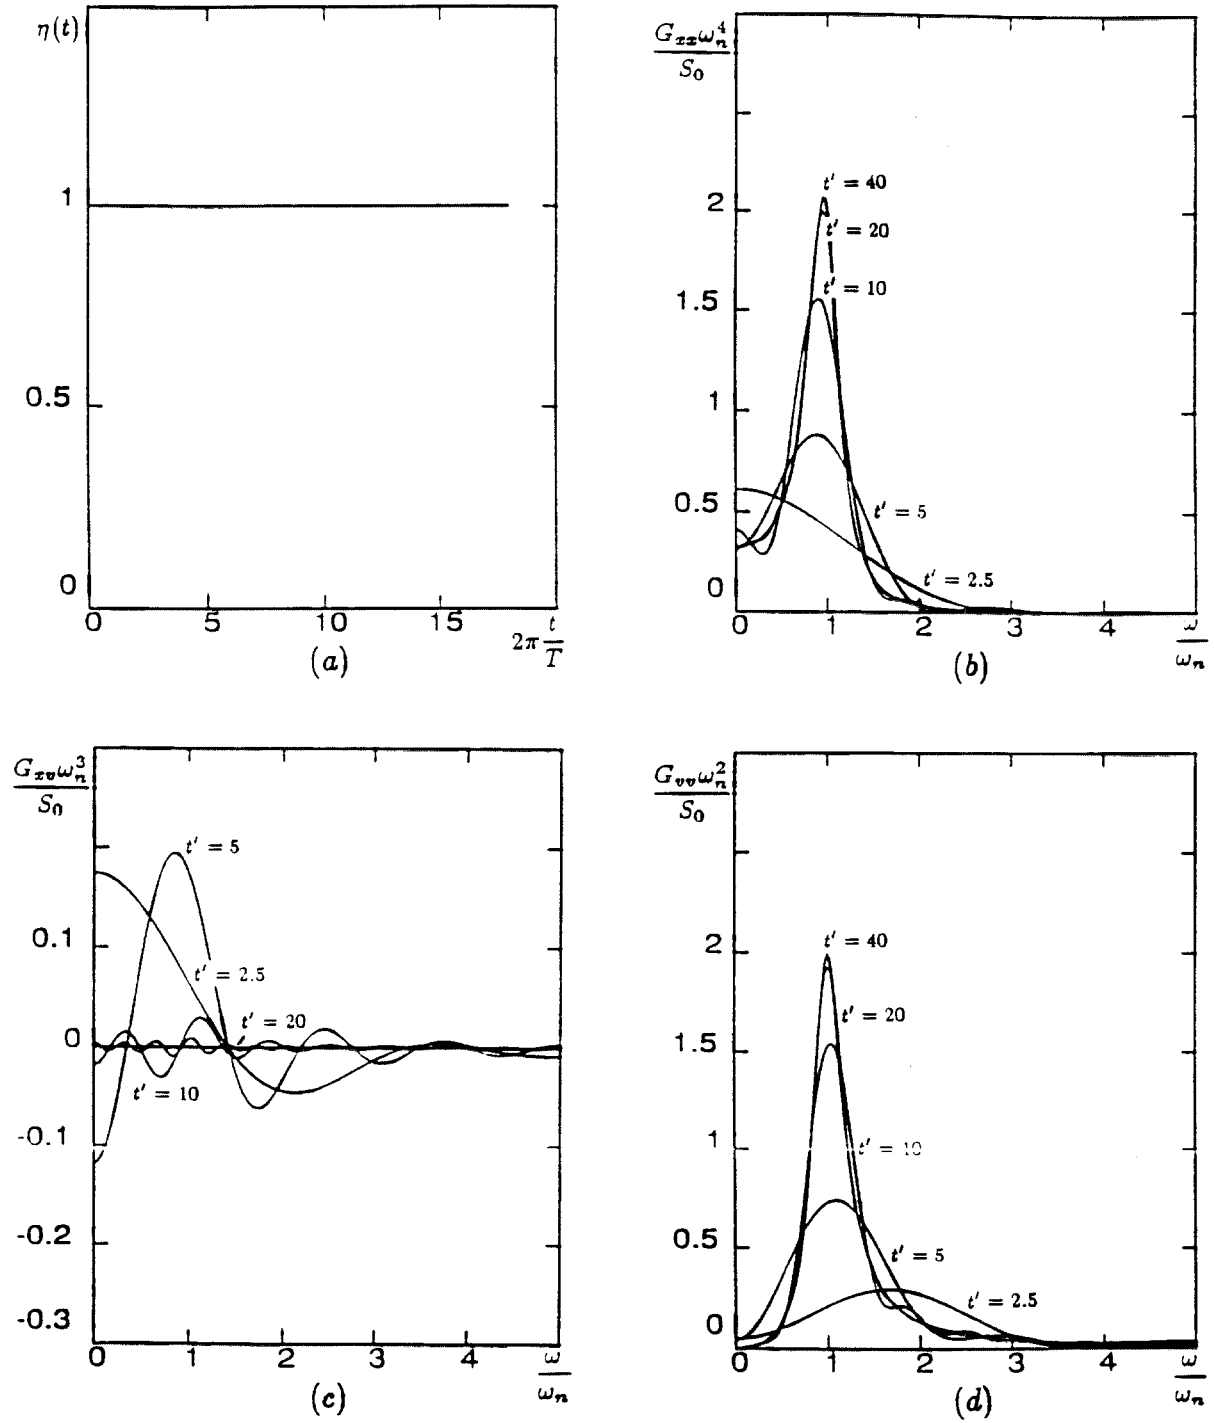 η(t)
1
0.5
0
0 5 10 15
2π t/T
(a)
G_xx ω_n^4 / S_0
2
1.5
1
0.5
0
t' = 40
t' = 20
t' = 10
t' = 5
t' = 2.5
0 1 2 3 4 ω/ω_n
(b)
G_xv ω_n^3 / S_0
0.1
0
-0.1
-0.2
-0.3
t' = 5
t' = 2.5
t' = 20
t' = 10
0 1 2 3 4 ω/ω_n
(c)
G_vv ω_n^2 / S_0
2
1.5
1
0.5
0
t' = 40
t' = 20
t' = 10
t' = 5
t' = 2.5
0 1 2 3 4 ω/ω_n
(d)